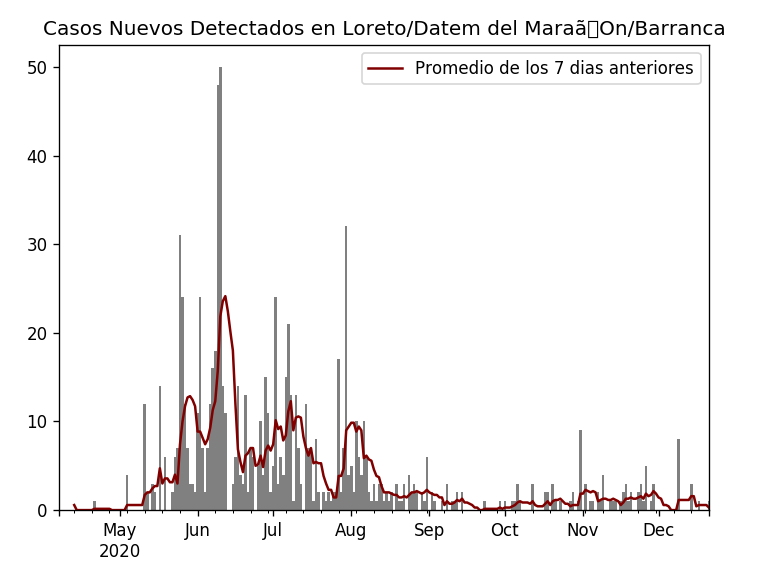 Casos Nuevos Detectados en Loreto/Datem del Maraã▯On/Barranca
Promedio de los 7 dias anteriores
50
40
30
20
10
0
May Jun Jul Aug Sep Oct Nov Dec
2020